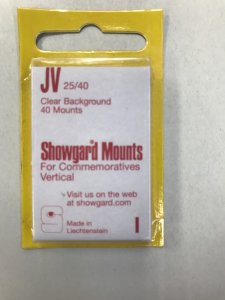 JV 25/40
Clear Background
40 Mounts
Showgard® Mounts
For Commemoratives
Vertical
Visit us on the web
at showgard.com
Made in
Liechtenstein
I